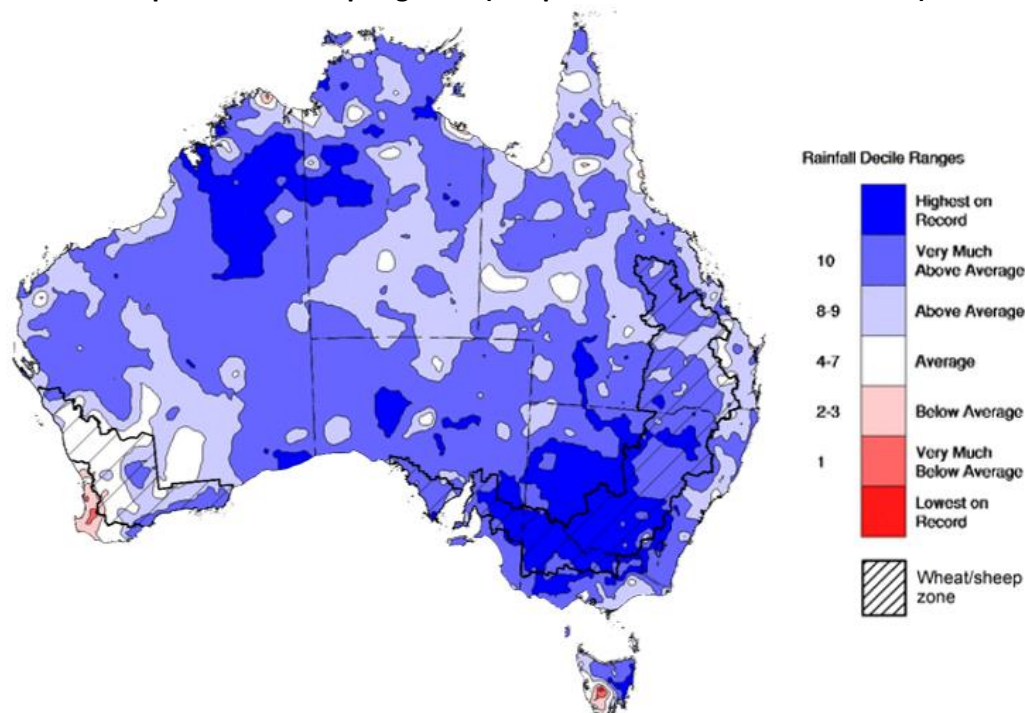 Rainfall Decile Ranges
Highest on
Record
10
Very Much
Above Average
8-9
Above Average
4-7
Average
2-3
Below Average
1
Very Much
Below Average
Lowest on
Record
Wheat/sheep
zone